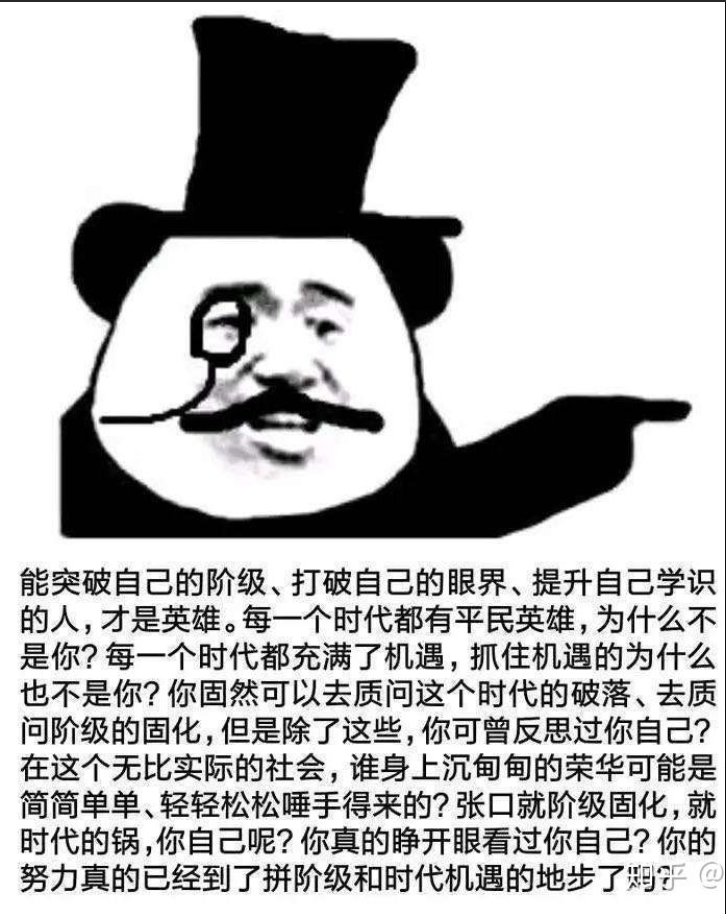 能突破自己的阶级、打破自己的眼界、提升自己学识
的人，才是英雄。每一个时代都有平民英雄，为什么不
是你？每一个时代都充满了机遇，抓住机遇的为什么
也不是你？你固然可以去质问这个时代的破落、去质
问阶级的固化，但是除了这些，你可曾反思过你自己？
在这个无比实际的社会，谁身上沉甸甸的荣华可能是
简简单单、轻轻松松唾手得来的？张口就阶级固化，就
时代的锅，你自己呢？你真的睁开眼看过你自己？你的
努力真的已经到了拼阶级和时代机遇的地步了
知乎 @